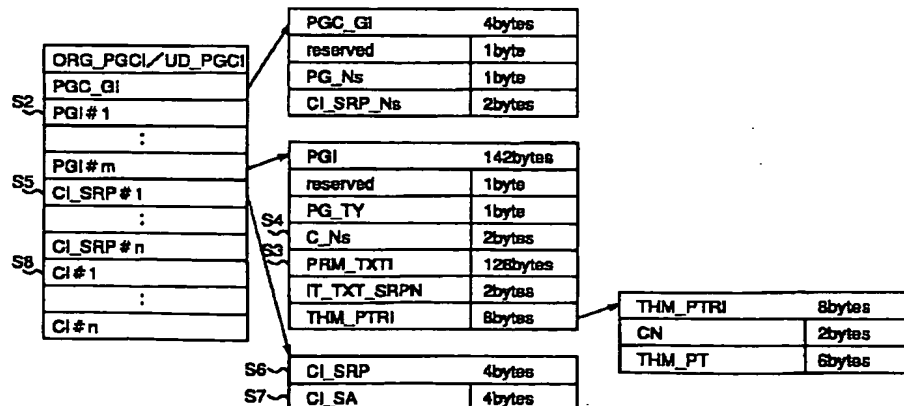 ORG_PGCI／UD_PGCI
PGC_GI
S2
PGI#1
:
PGI#m
S5
CI_SRP#1
:
CI_SRP#n
S8
CI#1
:
CI#n
PGC_GI 4bytes
reserved 1byte
PG_Ns 1byte
CI_SRP_Ns 2bytes
PGI 142bytes
reserved 1byte
PG_TY 1byte
S4
C_Ns 2bytes
S3
PRM_TXTI 128bytes
IT_TXT_SRPN 2bytes
THM_PTRI 8bytes
THM_PTRI 8bytes
CN 2bytes
THM_PT 6bytes
S6 CI_SRP 4bytes
S7 CI_SA 4bytes